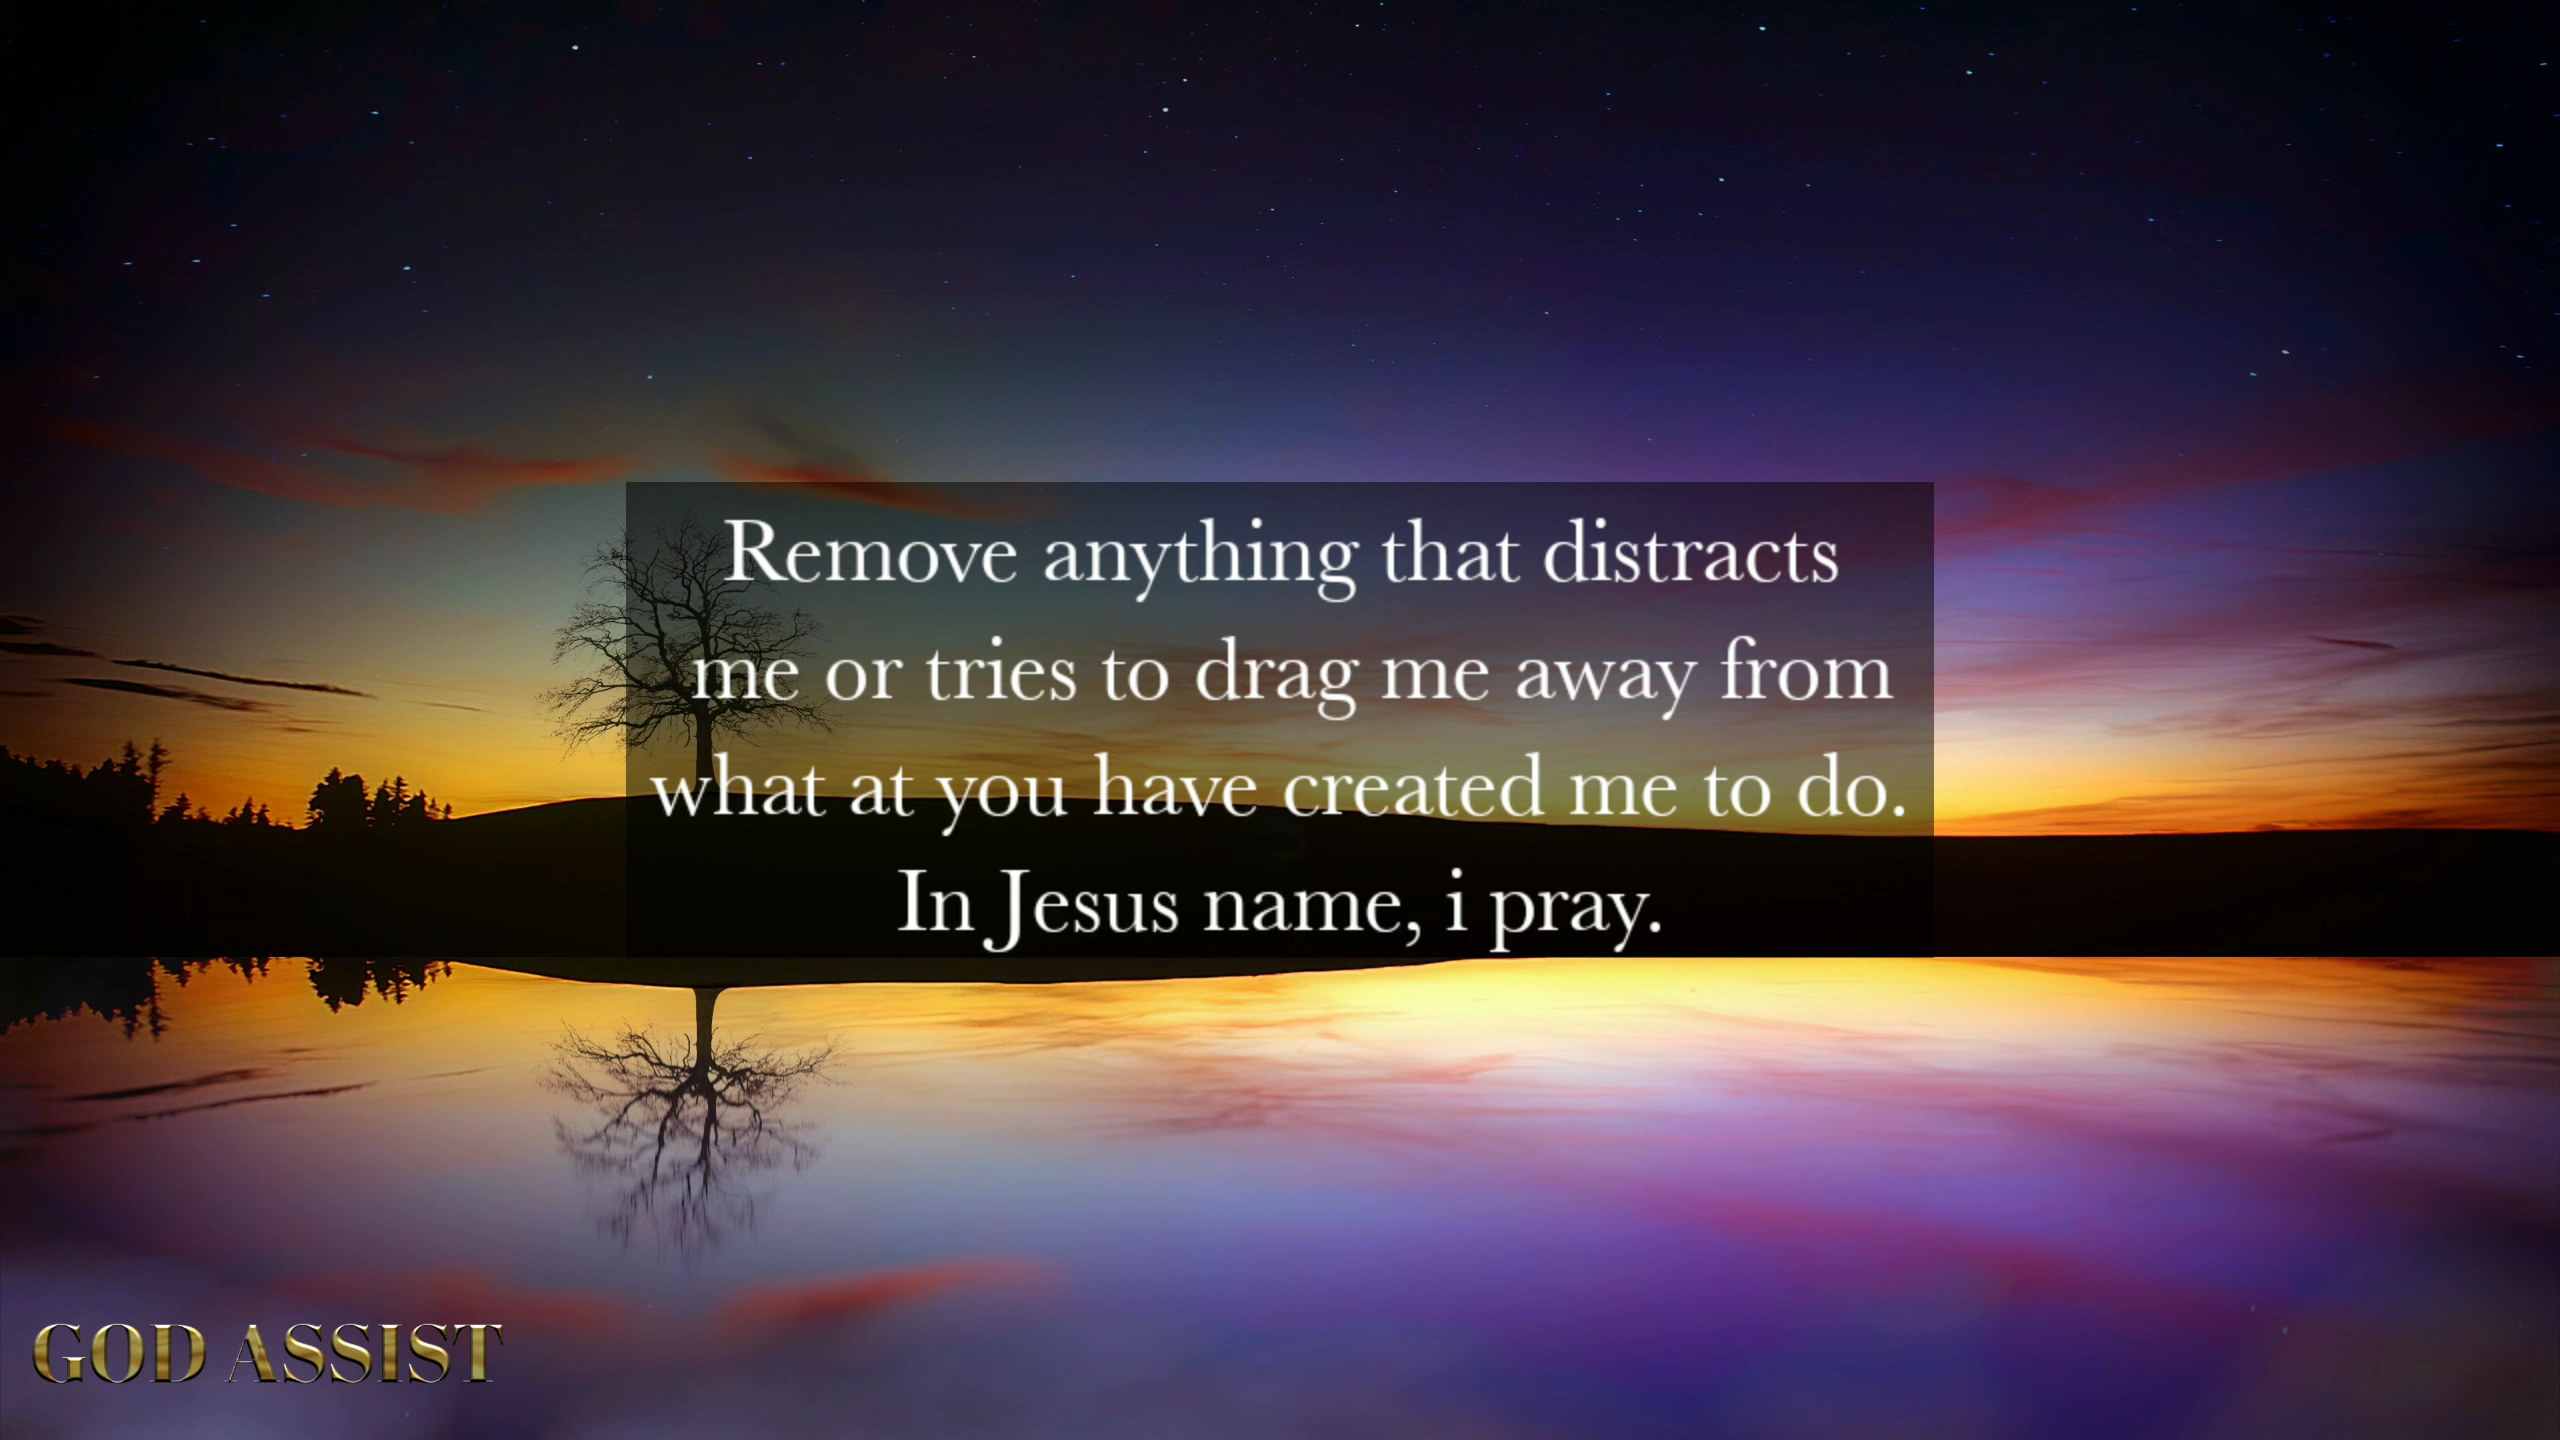 Remove anything that distracts
me or tries to drag me away from
what at you have created me to do.
In Jesus name, i pray.
GOD ASSIST